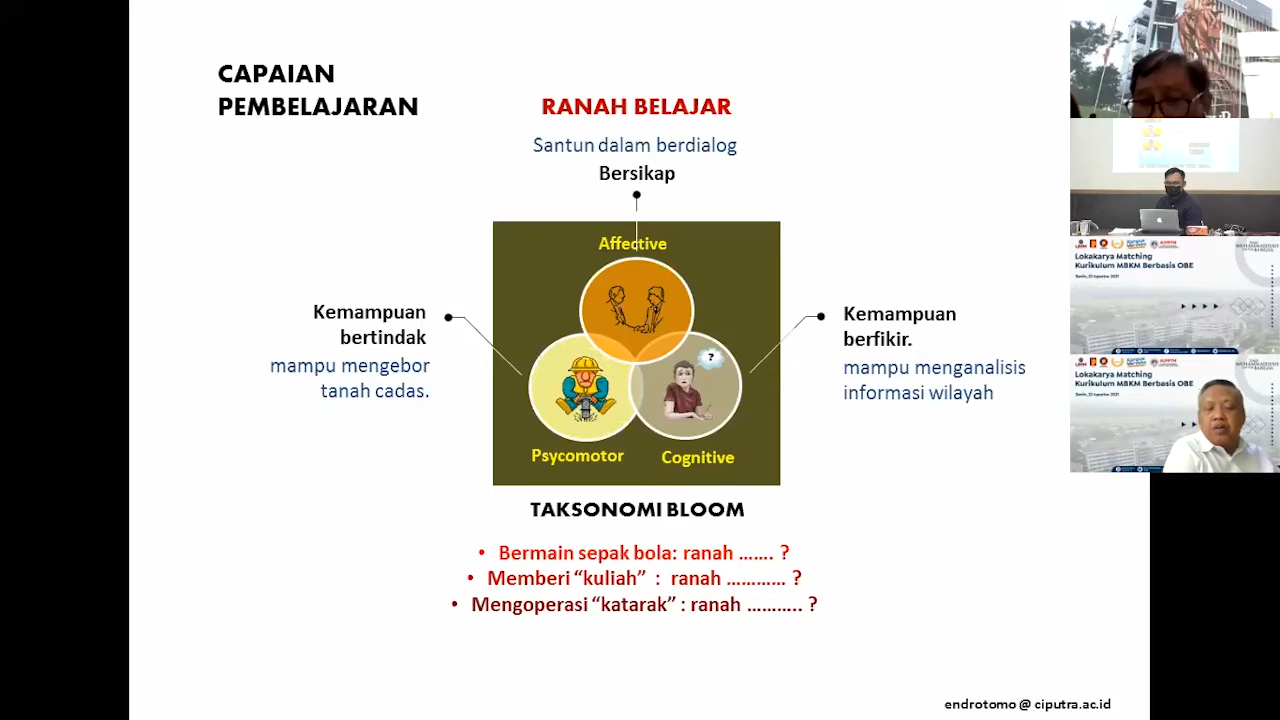 CAPAIAN
PEMBELAJARAN
RANAH BELAJAR
Santun dalam berdialog
Bersikap
Affective
Kemampuan
bertindak
mampu mengebor
tanah cadas.
Kemampuan
berfikir.
mampu menganalisis
informasi wilayah
?
Psycomotor
Cognitive
TAKSONOMI BLOOM
• Bermain sepak bola: ranah ……. ?
• Memberi “kuliah” : ranah ………… ?
• Mengoperasi “katarak” : ranah ……….. ?
endrotomo @ ciputra.ac.id
Lokakarya Matching
Kurikulum MBKM Berbasis OBE
Lokakarya Matching
Kurikulum MBKM Berbasis OBE